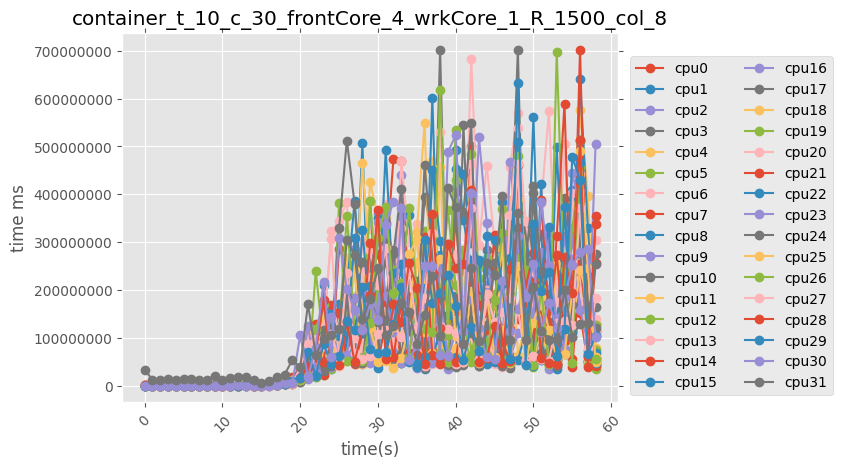 container_t_10_c_30_frontCore_4_wrkCore_1_R_1500_col_8
time ms
700000000
600000000
500000000
400000000
300000000
200000000
100000000
0
0
10
20
30
40
50
60
time(s)
cpu0
cpu1
cpu2
cpu3
cpu4
cpu5
cpu6
cpu7
cpu8
cpu9
cpu10
cpu11
cpu12
cpu13
cpu14
cpu15
cpu16
cpu17
cpu18
cpu19
cpu20
cpu21
cpu22
cpu23
cpu24
cpu25
cpu26
cpu27
cpu28
cpu29
cpu30
cpu31